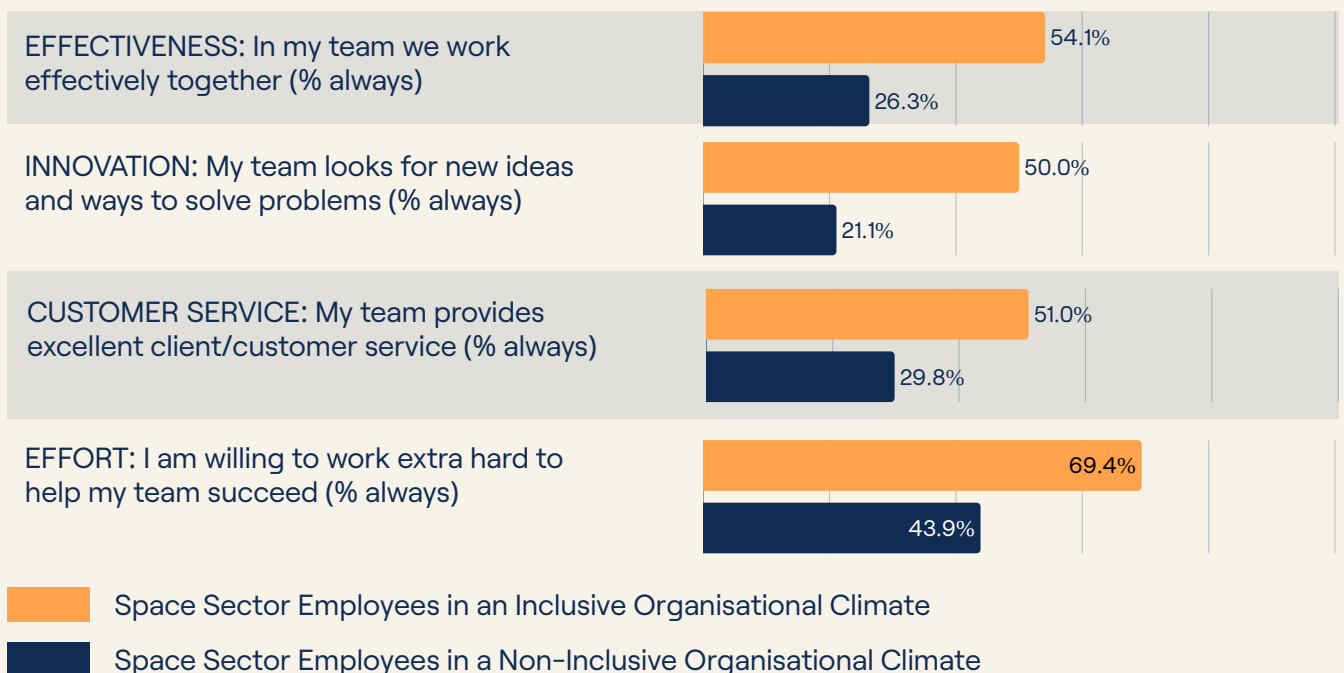 EFFECTIVENESS: In my team we work
effectively together (% always)
54.1%
26.3%
INNOVATION: My team looks for new ideas
and ways to solve problems (% always)
50.0%
21.1%
CUSTOMER SERVICE: My team provides
excellent client/customer service (% always)
51.0%
29.8%
EFFORT: I am willing to work extra hard to
help my team succeed (% always)
69.4%
43.9%
Space Sector Employees in an Inclusive Organisational Climate
Space Sector Employees in a Non-Inclusive Organisational Climate